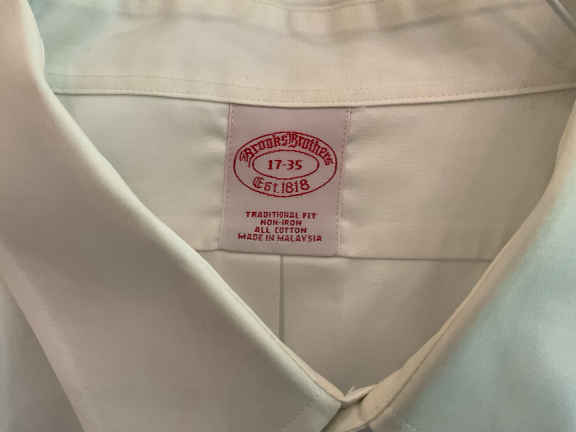 Brooks Brothers
17-35
Est. 1818
TRADITIONAL FIT
NON-IRON
ALL COTTON
MADE IN MALAYSIA